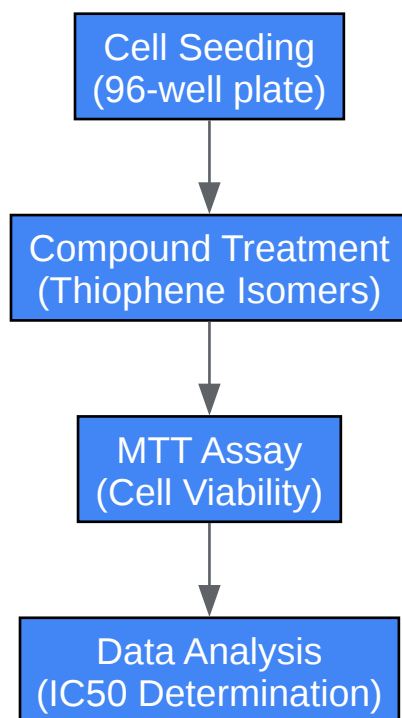 Cell Seeding
(96-well plate)
Compound Treatment
(Thiophene Isomers)
MTT Assay
(Cell Viability)
Data Analysis
(IC50 Determination)